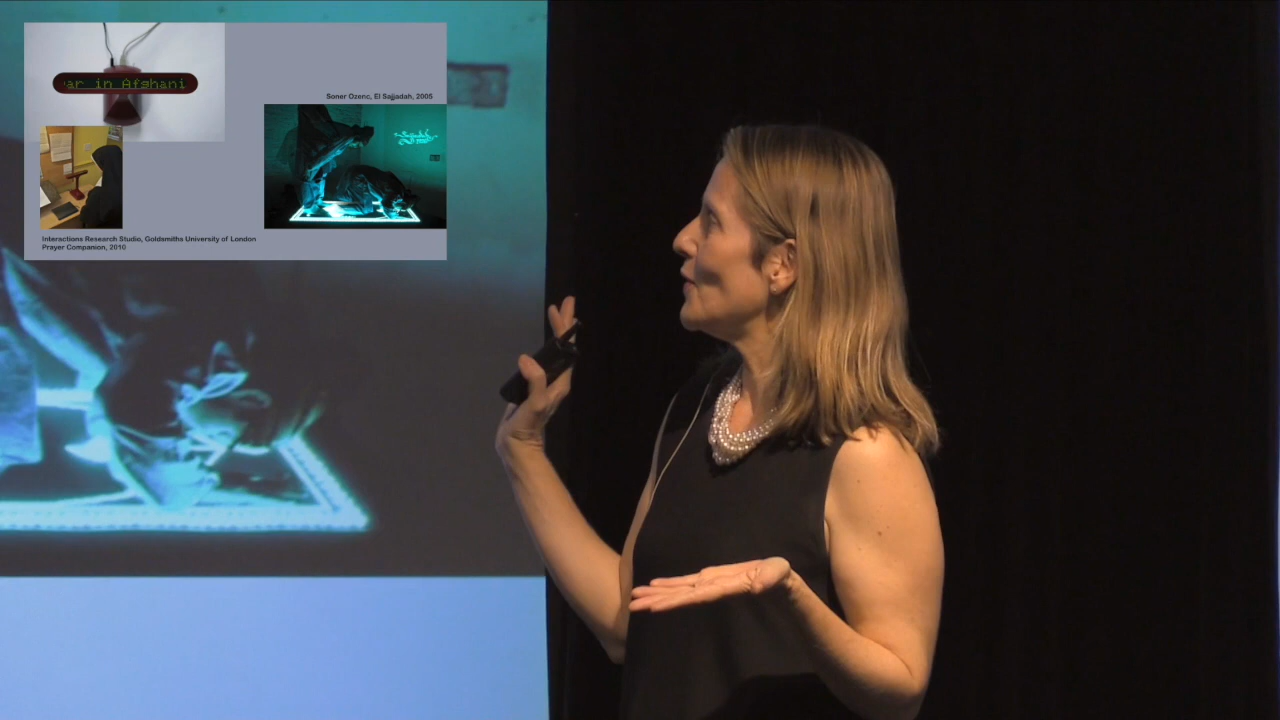 ar in Afghani
Soner Ozenc, El Sajjadah, 2005
Interactions Research Studio, Goldsmiths University of London
Prayer Companion, 2010